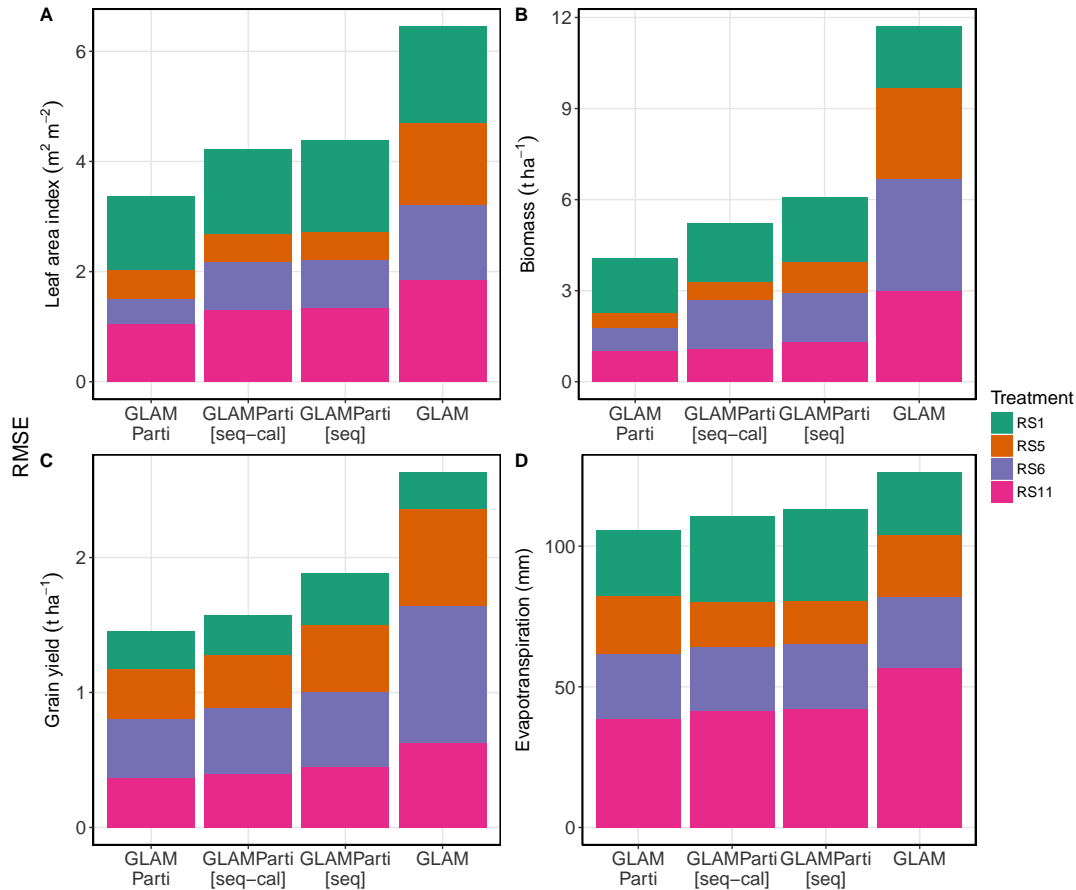 A
B
6
4
2
0
Leaf area index (m² m⁻²)
GLAM
Parti
GLAMParti
[seq−cal]
GLAMParti
[seq]
GLAM
12
9
6
3
0
Biomass (t ha⁻¹)
GLAM
Parti
GLAMParti
[seq−cal]
GLAMParti
[seq]
GLAM
RMSE
C
D
2
1
0
Grain yield (t ha⁻¹)
GLAM
Parti
GLAMParti
[seq−cal]
GLAMParti
[seq]
GLAM
100
50
0
Evapotranspiration (mm)
GLAM
Parti
GLAMParti
[seq−cal]
GLAMParti
[seq]
GLAM
Treatment
RS1
RS5
RS6
RS11